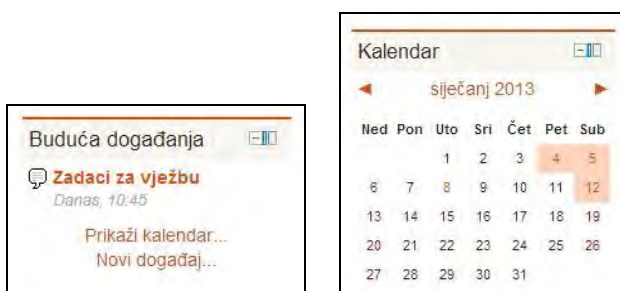 Buduća događanja
Zadaci za vježbu
Danas, 10:45
Prikaži kalendar...
Novi događaj...
Kalendar
◄ siječanj 2013 ►
Ned Pon Uto Sri Čet Pet Sub
1 2 3 4 5
6 7 8 9 10 11 12
13 14 15 16 17 18 19
20 21 22 23 24 25 26
27 28 29 30 31